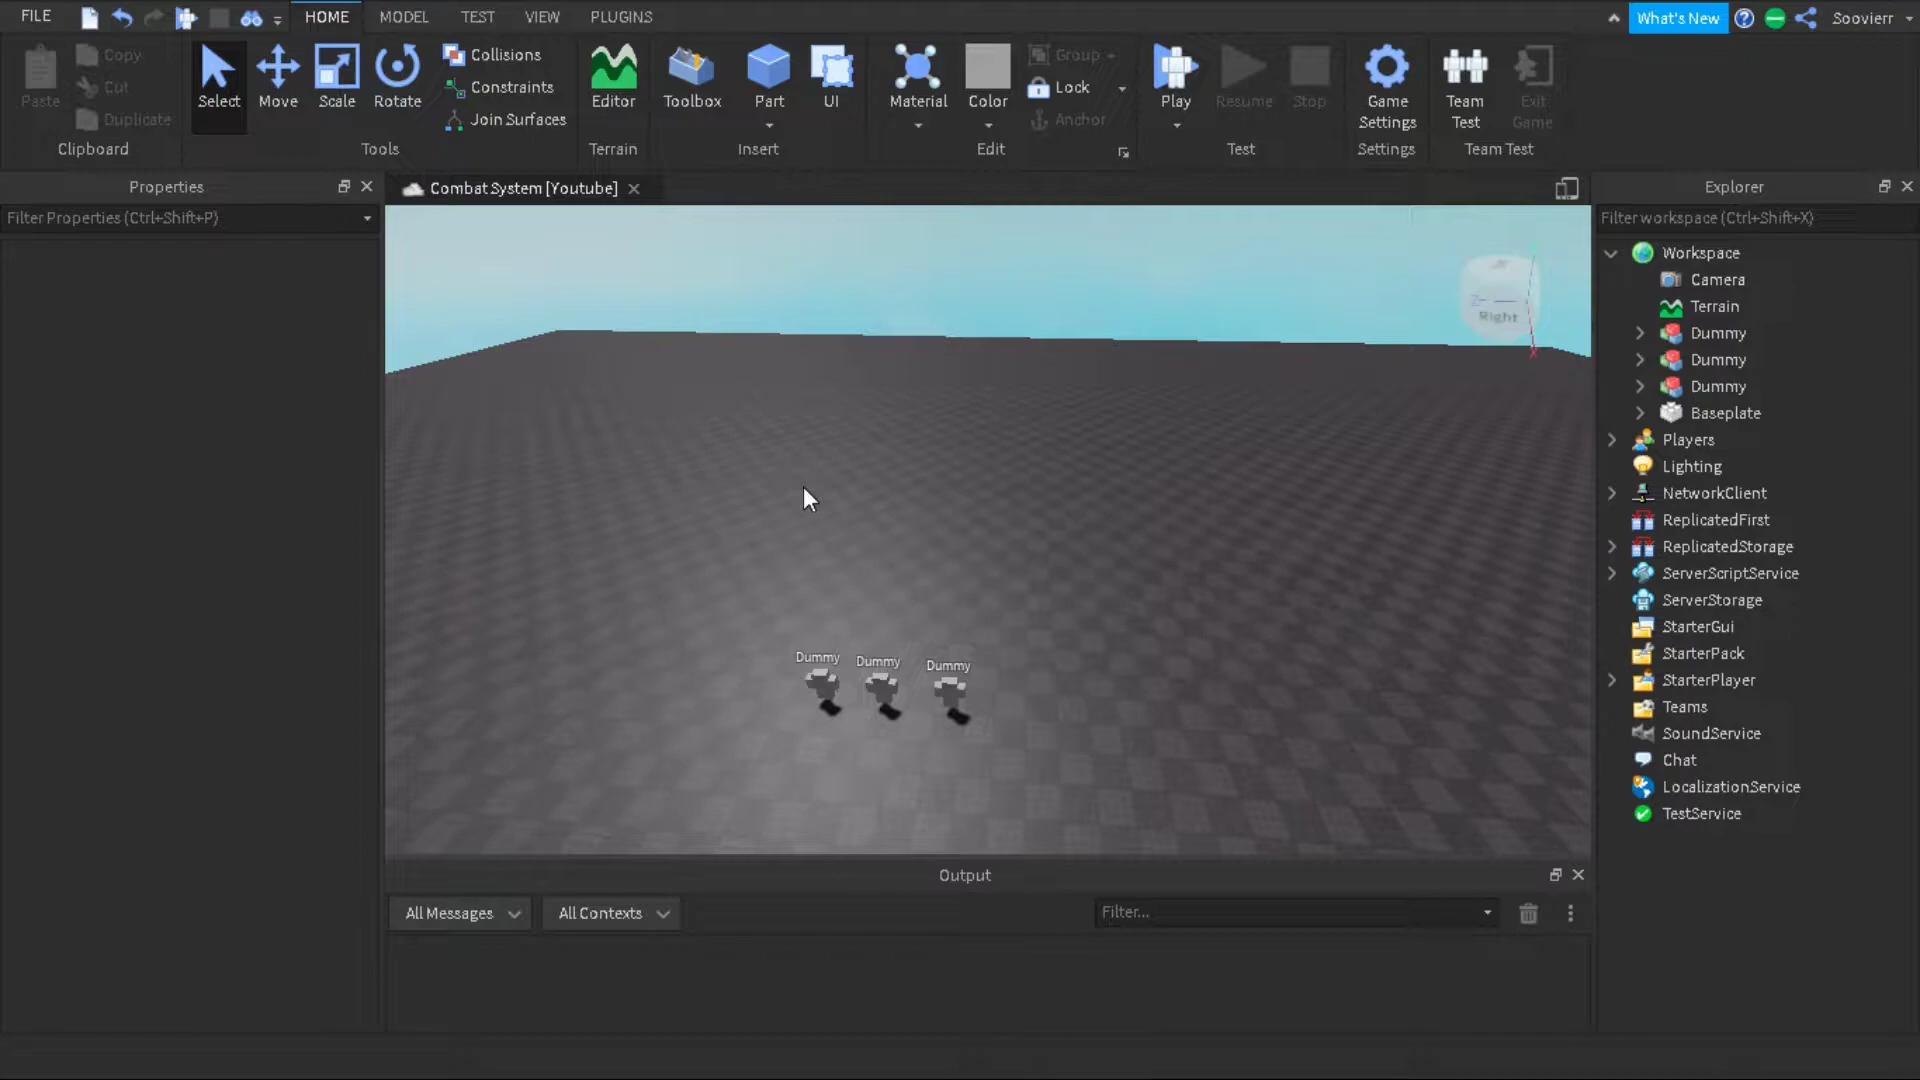 FILE
HOME
MODEL
TEST
VIEW
PLUGINS
What's New
Soovierr
Paste
Copy
Cut
Duplicate
Clipboard
Select
Move
Scale
Rotate
Collisions
Constraints
Join Surfaces
Tools
Editor
Terrain
Toolbox
Part
UI
Insert
Material
Color
Group
Lock
Anchor
Edit
Play
Resume
Stop
Test
Game
Settings
Settings
Team
Test
Exit
Game
Team Test
Properties
Filter Properties (Ctrl+Shift+P)
Combat System [Youtube]
Right
Z
X
Dummy
Dummy
Dummy
Output
All Messages
All Contexts
Filter...
Explorer
Filter workspace (Ctrl+Shift+X)
Workspace
Camera
Terrain
Dummy
Dummy
Dummy
Baseplate
Players
Lighting
NetworkClient
ReplicatedFirst
ReplicatedStorage
ServerScriptService
ServerStorage
StarterGui
StarterPack
StarterPlayer
Teams
SoundService
Chat
LocalizationService
TestService